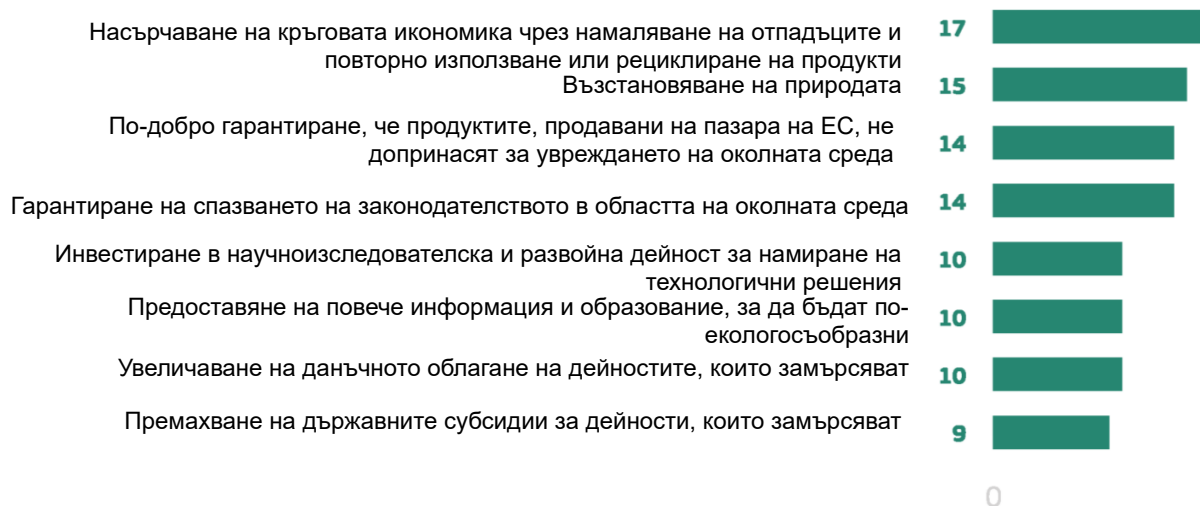 Насърчаване на кръговата икономика чрез намаляване на отпадъците и
повторно използване или рециклиране на продукти
17
Възстановяване на природата
15
По-добро гарантиране, че продуктите, продавани на пазара на ЕС, не
допринасят за увреждането на околната среда
14
Гарантиране на спазването на законодателството в областта на околната среда
14
Инвестиране в научноизследователска и развойна дейност за намиране на
технологични решения
10
Предоставяне на повече информация и образование, за да бъдат по-
екологосъобразни
10
Увеличаване на данъчното облагане на дейностите, които замърсяват
10
Премахване на държавните субсидии за дейности, които замърсяват
9
0